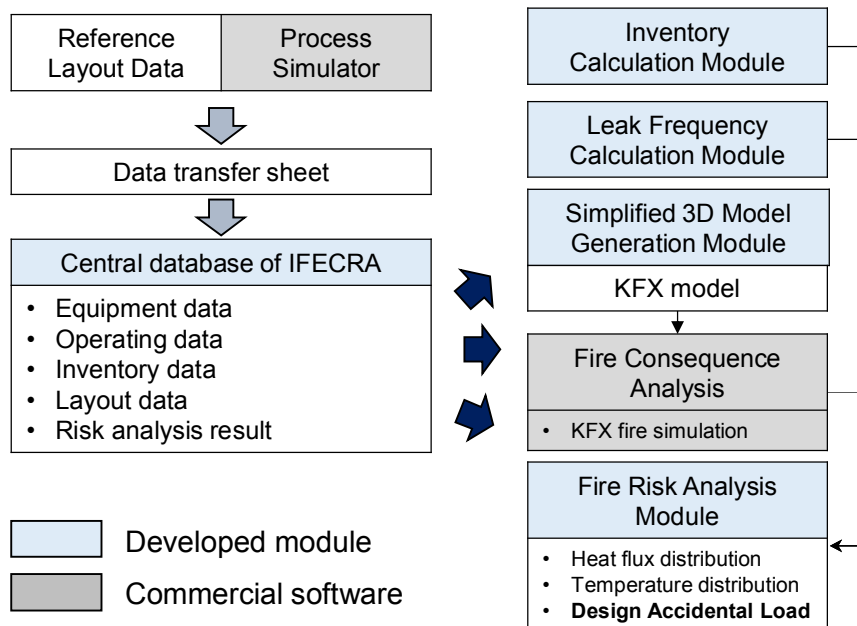 Reference
Layout Data
Process
Simulator
Data transfer sheet
Central database of IFECRA
• Equipment data
• Operating data
• Inventory data
• Layout data
• Risk analysis result
Developed module
Commercial software
Inventory
Calculation Module
Leak Frequency
Calculation Module
Simplified 3D Model
Generation Module
KFX model
Fire Consequence
Analysis
• KFX fire simulation
Fire Risk Analysis
Module
• Heat flux distribution
• Temperature distribution
• Design Accidental Load